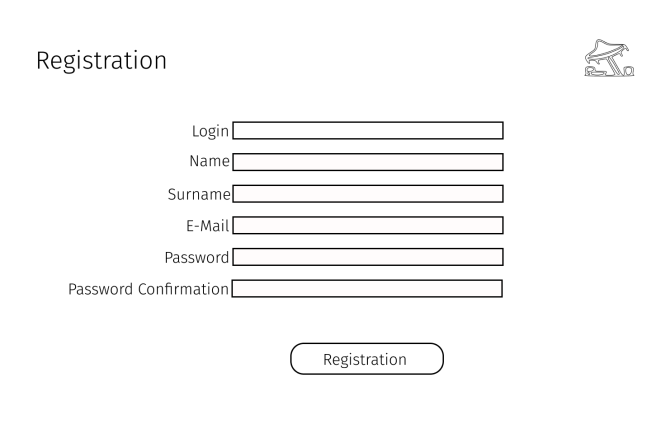 Registration
Login
Name
Surname
E-Mail
Password
Password Confirmation
Registration